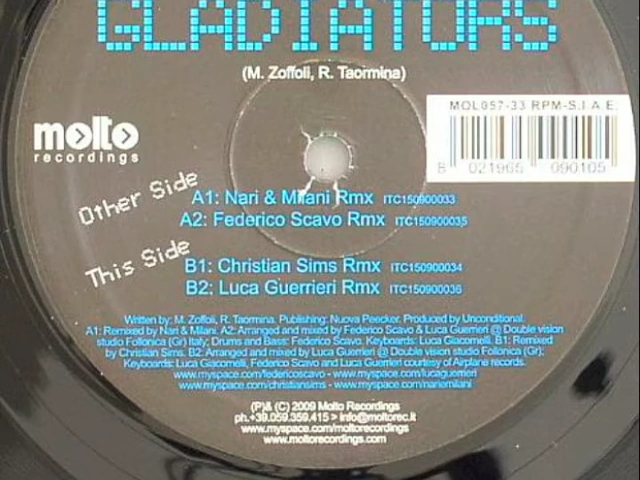 GLADIATORS
(M. Zoffoli, R. Taormina)
MOL057-33 RPM-S.I.A.E.
8 021965 090105
molto
recordings
Other Side
A1: Nari & Milani Rmx ITC150900033
A2: Federico Scavo Rmx ITC150900035
This Side
B1: Christian Sims Rmx ITC150900034
B2: Luca Guerrieri Rmx ITC150900036
Written by: M. Zoffoli, R. Taormina. Publishing: Nuova Peecker. Produced by Unconditional.
A1: Remixed by Nari & Milani. A2: Arranged and mixed by Federico Scavo & Luca Guerrieri @ Double vision
studio Follonica (Gr) Italy; Drums and Bass: Federico Scavo. Keyboards: Luca Giacomelli. B1: Remixed
by Christian Sims. B2: Arranged and mixed by Luca Guerrieri @ Double vision studio Follonica (Gr);
Keyboards: Luca Giacomelli, Federico Scavo and Luca Guerrieri courtesy of Airplane records.
www.myspace.com/federicoscavo - www.myspace.com/lucaguerrieri
www.myspace.com/christiansims - www.myspace.com/nariemilani
(P)& (C) 2009 Molto Recordings
ph.+39.059.359.415 > info@moltorec.it
www.myspace.com/moltorecordings
www.moltorecordings.com